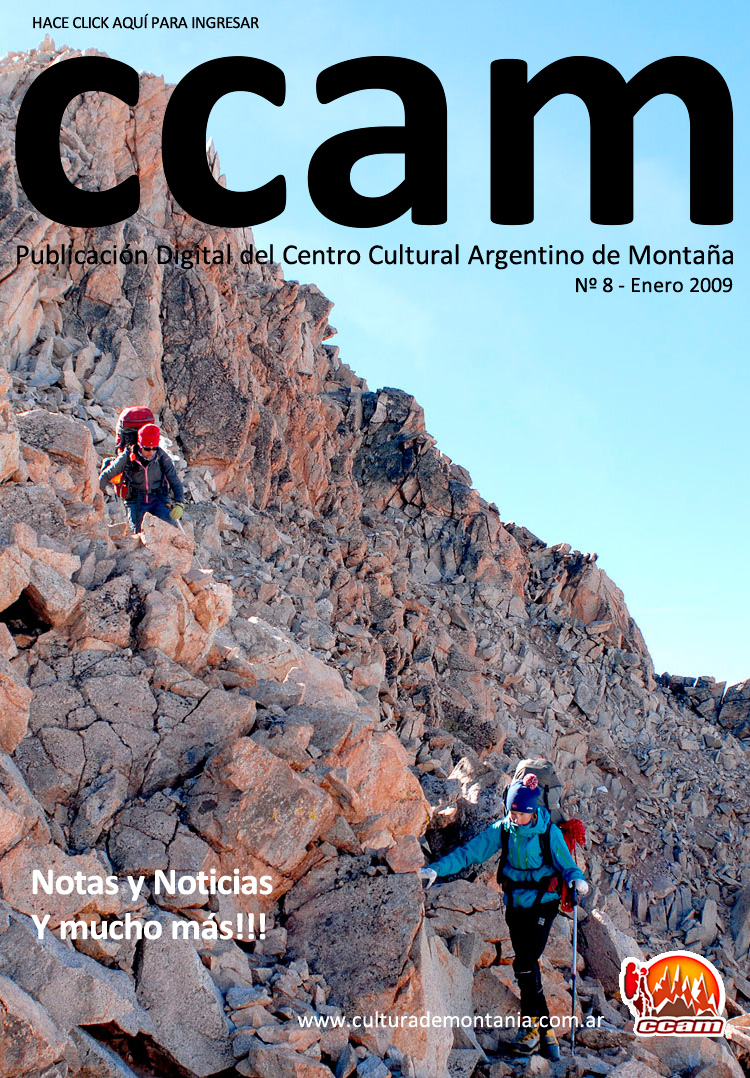 HACE CLICK AQUÍ PARA INGRESAR
ccam
Publicación Digital del Centro Cultural Argentino de Montaña
Nº 8 - Enero 2009
Notas y Noticias
Y mucho más!!!
www.culturademontania.com.ar
ccam